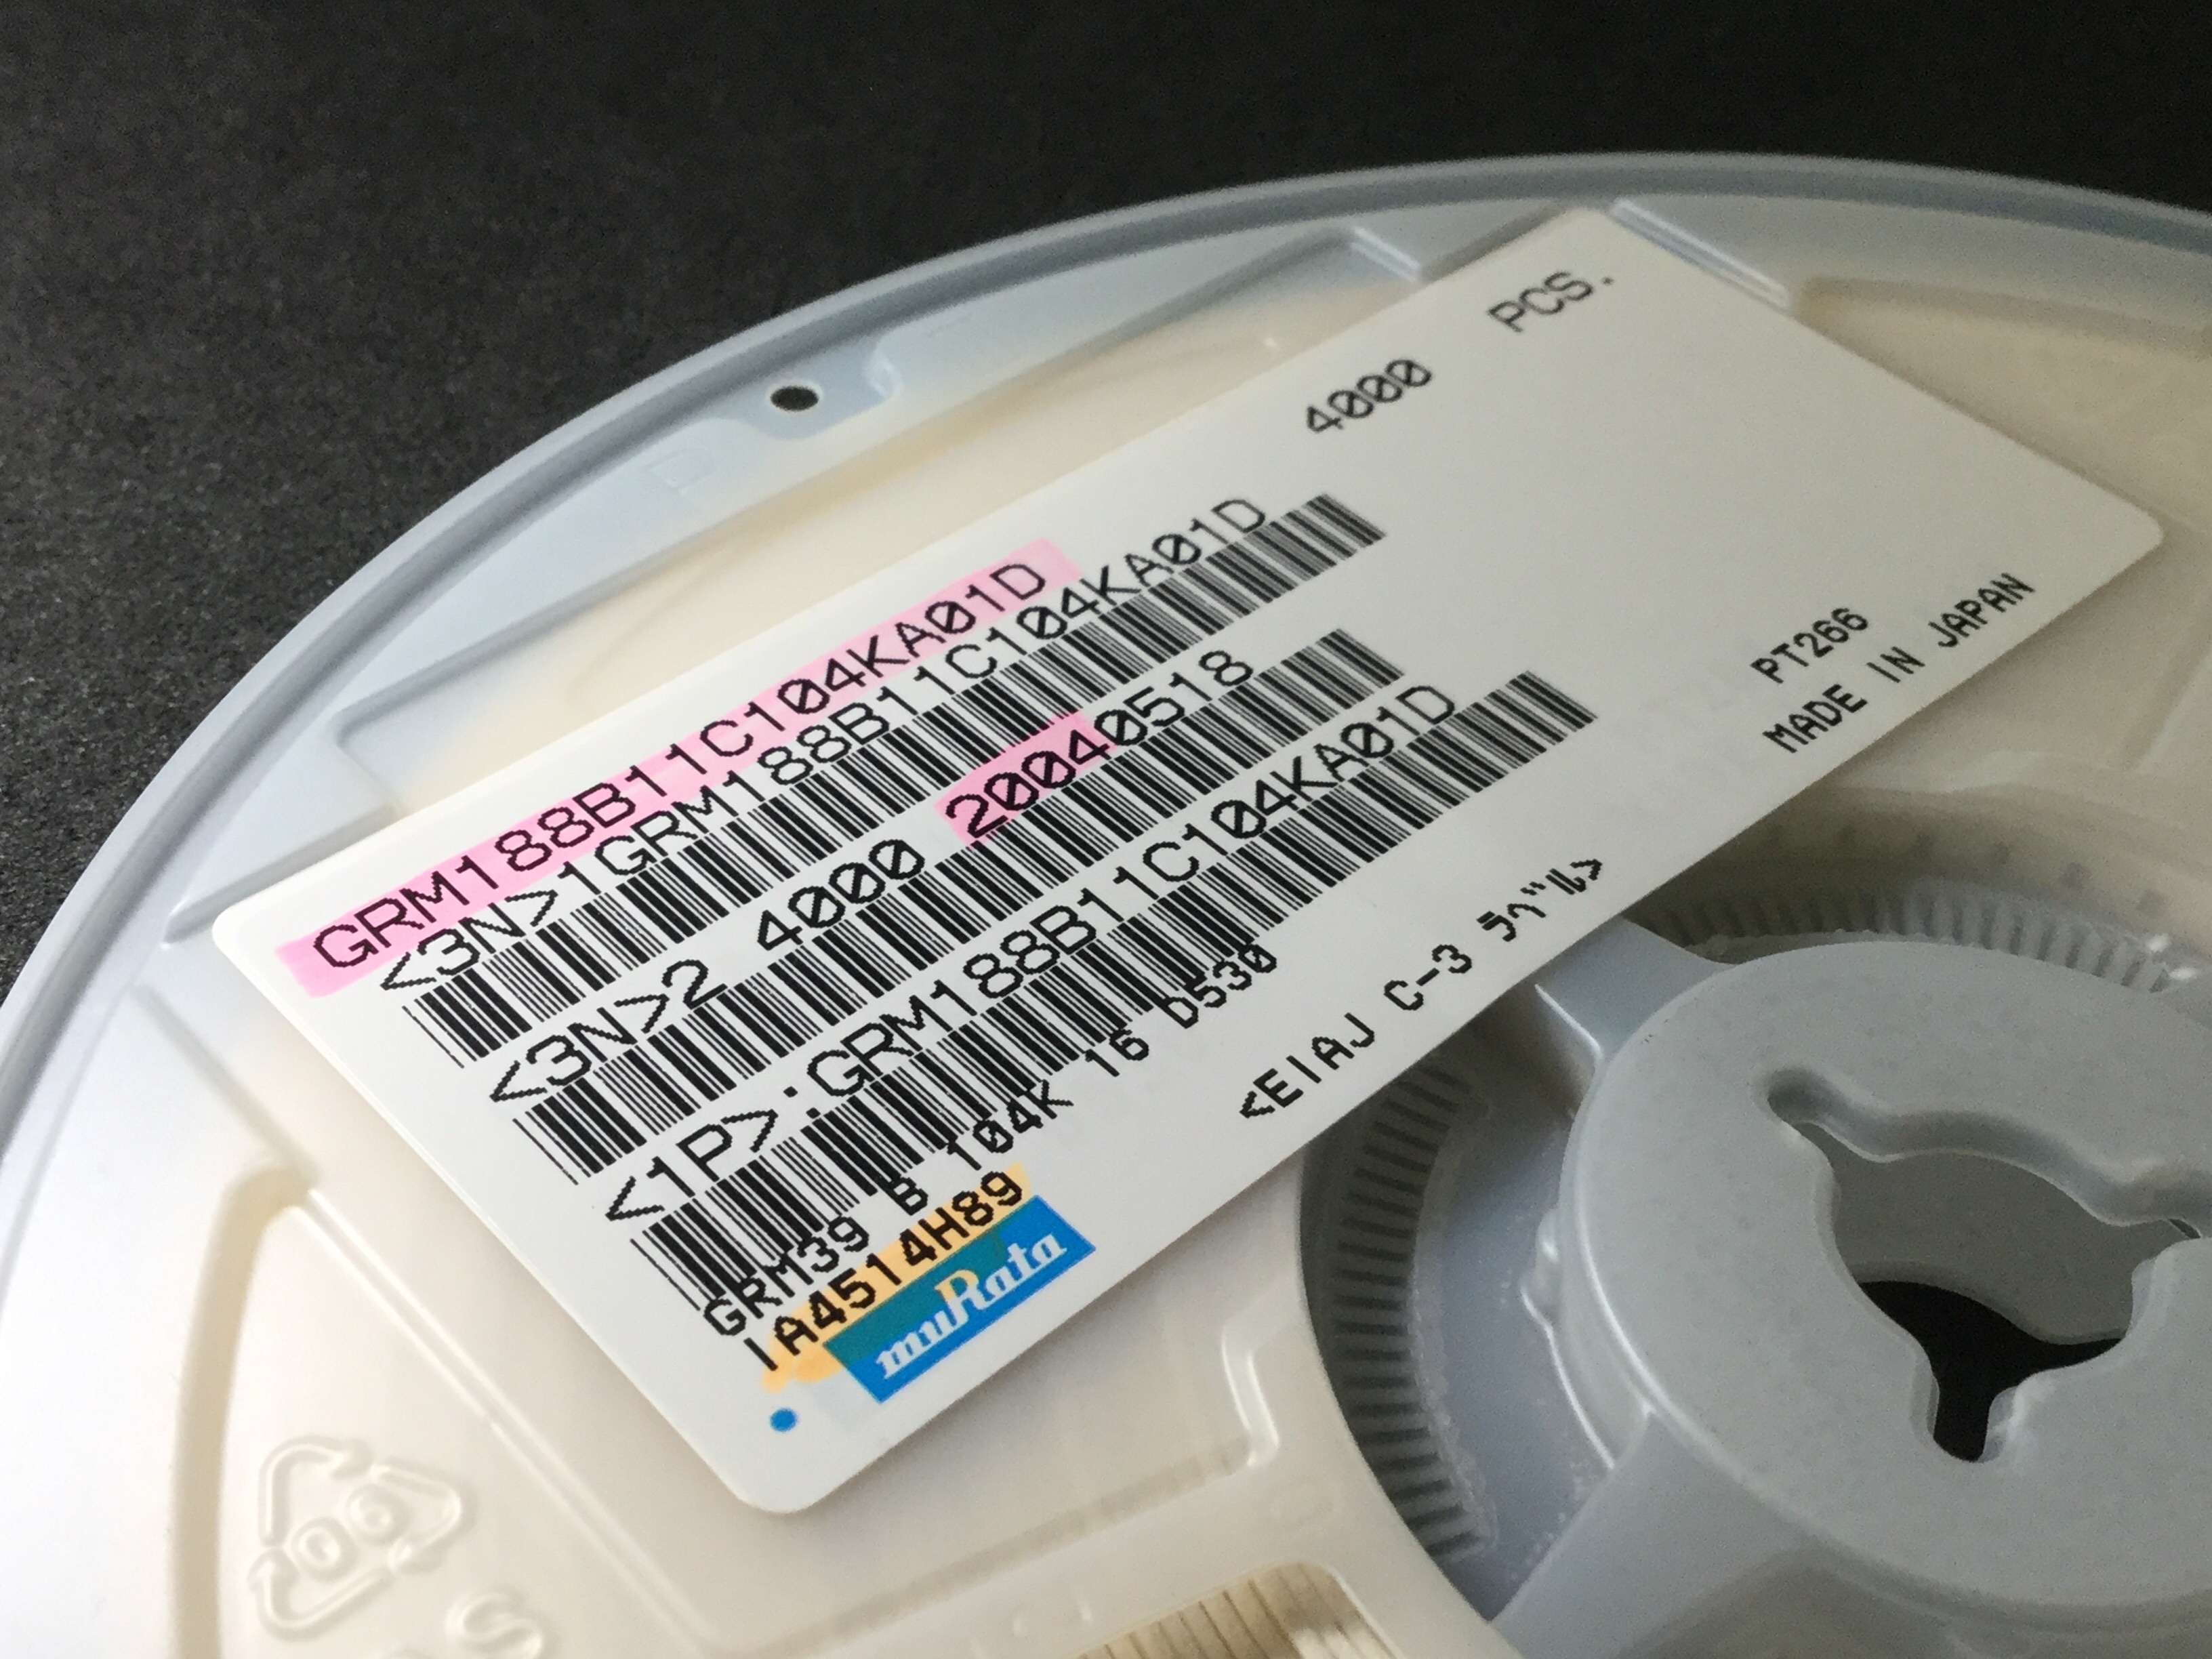 4000 PCS.
GRM188B11C104KA01D
<3N>1GRM188B11C104KA01D
<3N>2 4000 20040518
<1P>:GRM188B11C104KA01D
GRM39 B 104K 16 D530
IA4514H89
muRata
<EIAJ C-3 ﾗﾍﾞﾙ>
PT266
MADE IN JAPAN